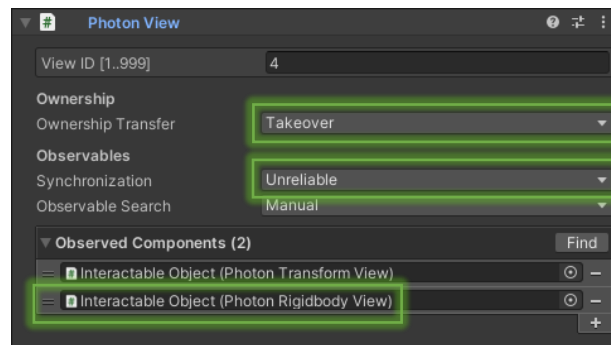 Photon View
View ID [1..999] 4
Ownership
Ownership Transfer Takeover
Observables
Synchronization Unreliable
Observable Search Manual
Observed Components (2) Find
Interactable Object (Photon Transform View)
Interactable Object (Photon Rigidbody View)